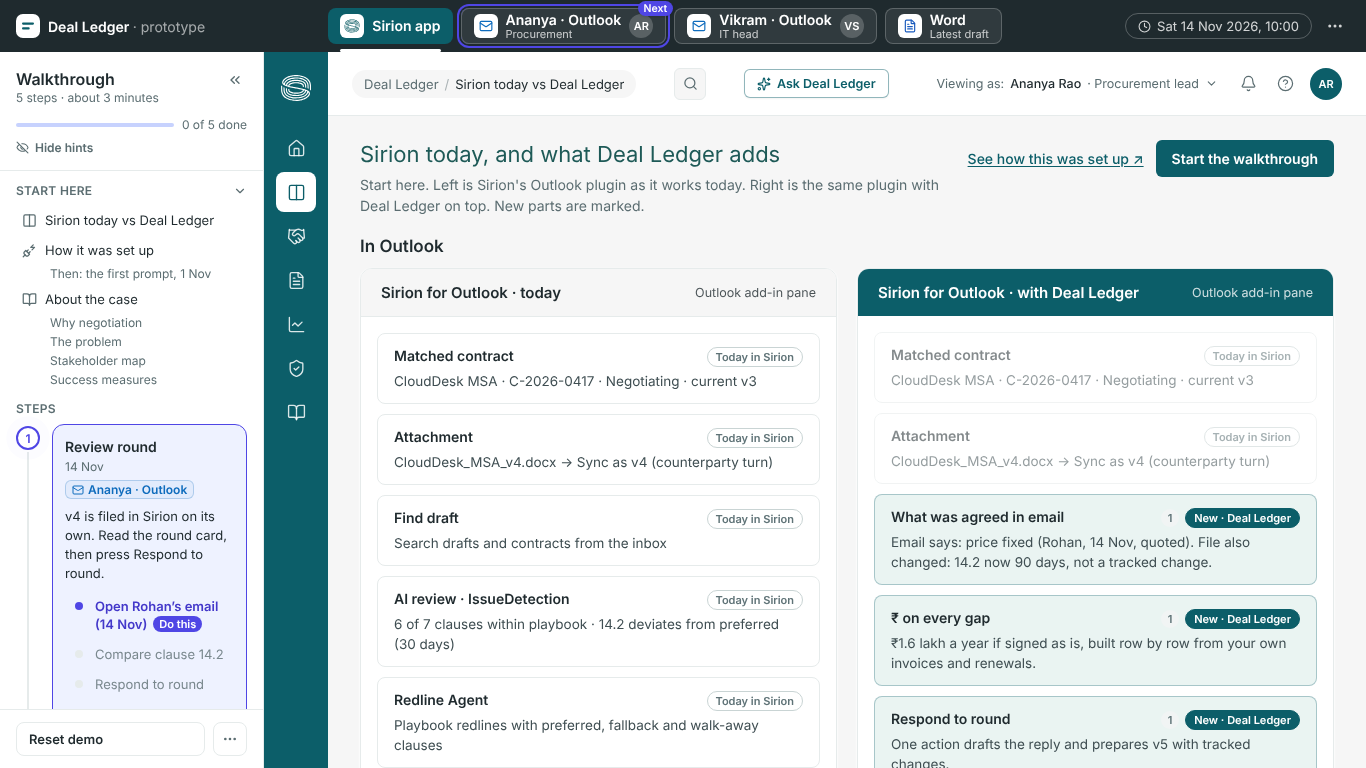 Deal Ledger · prototype
Sirion app
Ananya · Outlook
Procurement
AR
Next
Vikram · Outlook
IT head
VS
Word
Latest draft
Sat 14 Nov 2026, 10:00
Walkthrough
5 steps · about 3 minutes
0 of 5 done
Hide hints
START HERE
Sirion today vs Deal Ledger
How it was set up
Then: the first prompt, 1 Nov
About the case
Why negotiation
The problem
Stakeholder map
Success measures
STEPS
1
Review round
14 Nov
Ananya · Outlook
v4 is filed in Sirion on its
own. Read the round card,
then press Respond to
round.
Open Rohan’s email
(14 Nov) Do this
Compare clause 14.2
Respond to round
Reset demo
Deal Ledger / Sirion today vs Deal Ledger
Ask Deal Ledger
Viewing as: Ananya Rao · Procurement lead
AR
Sirion today, and what Deal Ledger adds
Start here. Left is Sirion's Outlook plugin as it works today. Right is the same plugin with
Deal Ledger on top. New parts are marked.
See how this was set up ↗
Start the walkthrough
In Outlook
Sirion for Outlook · today
Outlook add-in pane
Matched contract
Today in Sirion
CloudDesk MSA · C-2026-0417 · Negotiating · current v3
Attachment
Today in Sirion
CloudDesk_MSA_v4.docx → Sync as v4 (counterparty turn)
Find draft
Today in Sirion
Search drafts and contracts from the inbox
AI review · IssueDetection
Today in Sirion
6 of 7 clauses within playbook · 14.2 deviates from preferred
(30 days)
Redline Agent
Today in Sirion
Playbook redlines with preferred, fallback and walk-away
clauses
Sirion for Outlook · with Deal Ledger
Outlook add-in pane
Matched contract
Today in Sirion
CloudDesk MSA · C-2026-0417 · Negotiating · current v3
Attachment
Today in Sirion
CloudDesk_MSA_v4.docx → Sync as v4 (counterparty turn)
What was agreed in email
1
New · Deal Ledger
Email says: price fixed (Rohan, 14 Nov, quoted). File also
changed: 14.2 now 90 days, not a tracked change.
₹ on every gap
1
New · Deal Ledger
₹1.6 lakh a year if signed as is, built row by row from your own
invoices and renewals.
Respond to round
1
New · Deal Ledger
One action drafts the reply and prepares v5 with tracked
changes.